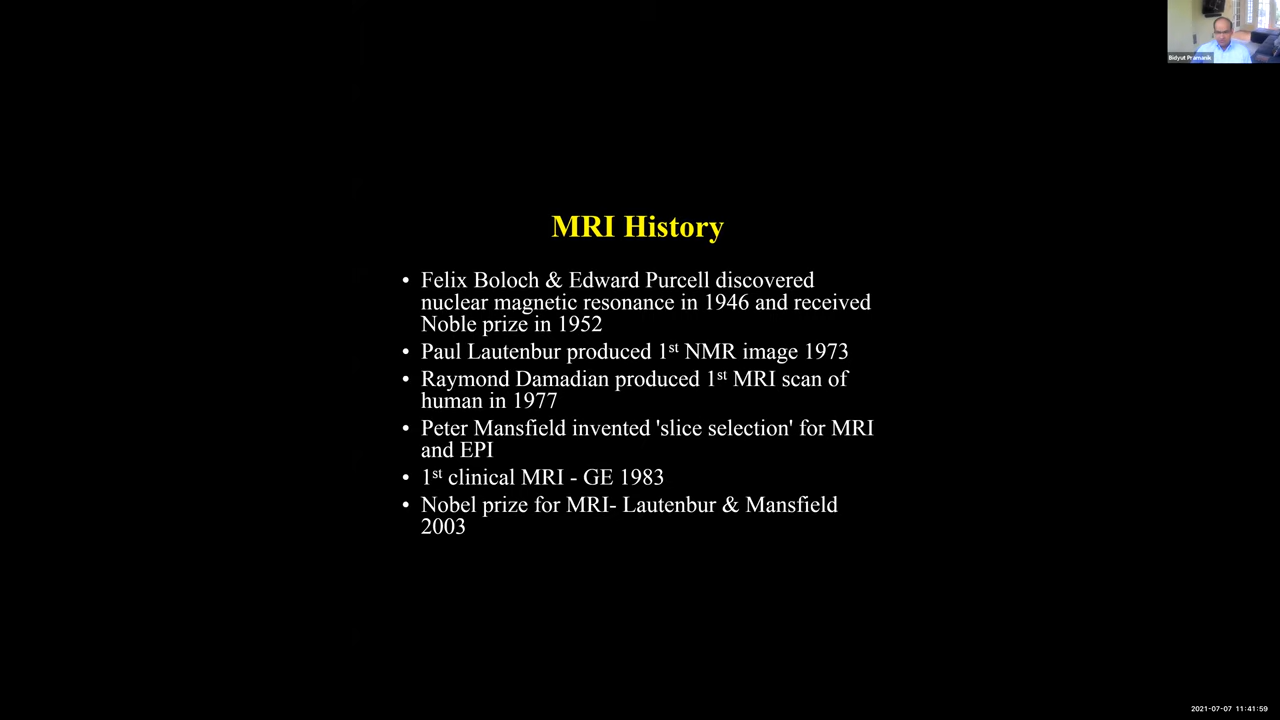 Bidyut Pramanik
MRI History
• Felix Boloch & Edward Purcell discovered
nuclear magnetic resonance in 1946 and received
Noble prize in 1952
• Paul Lautenbur produced 1st NMR image 1973
• Raymond Damadian produced 1st MRI scan of
human in 1977
• Peter Mansfield invented 'slice selection' for MRI
and EPI
• 1st clinical MRI - GE 1983
• Nobel prize for MRI- Lautenbur & Mansfield
2003
2021-07-07 11:41:59